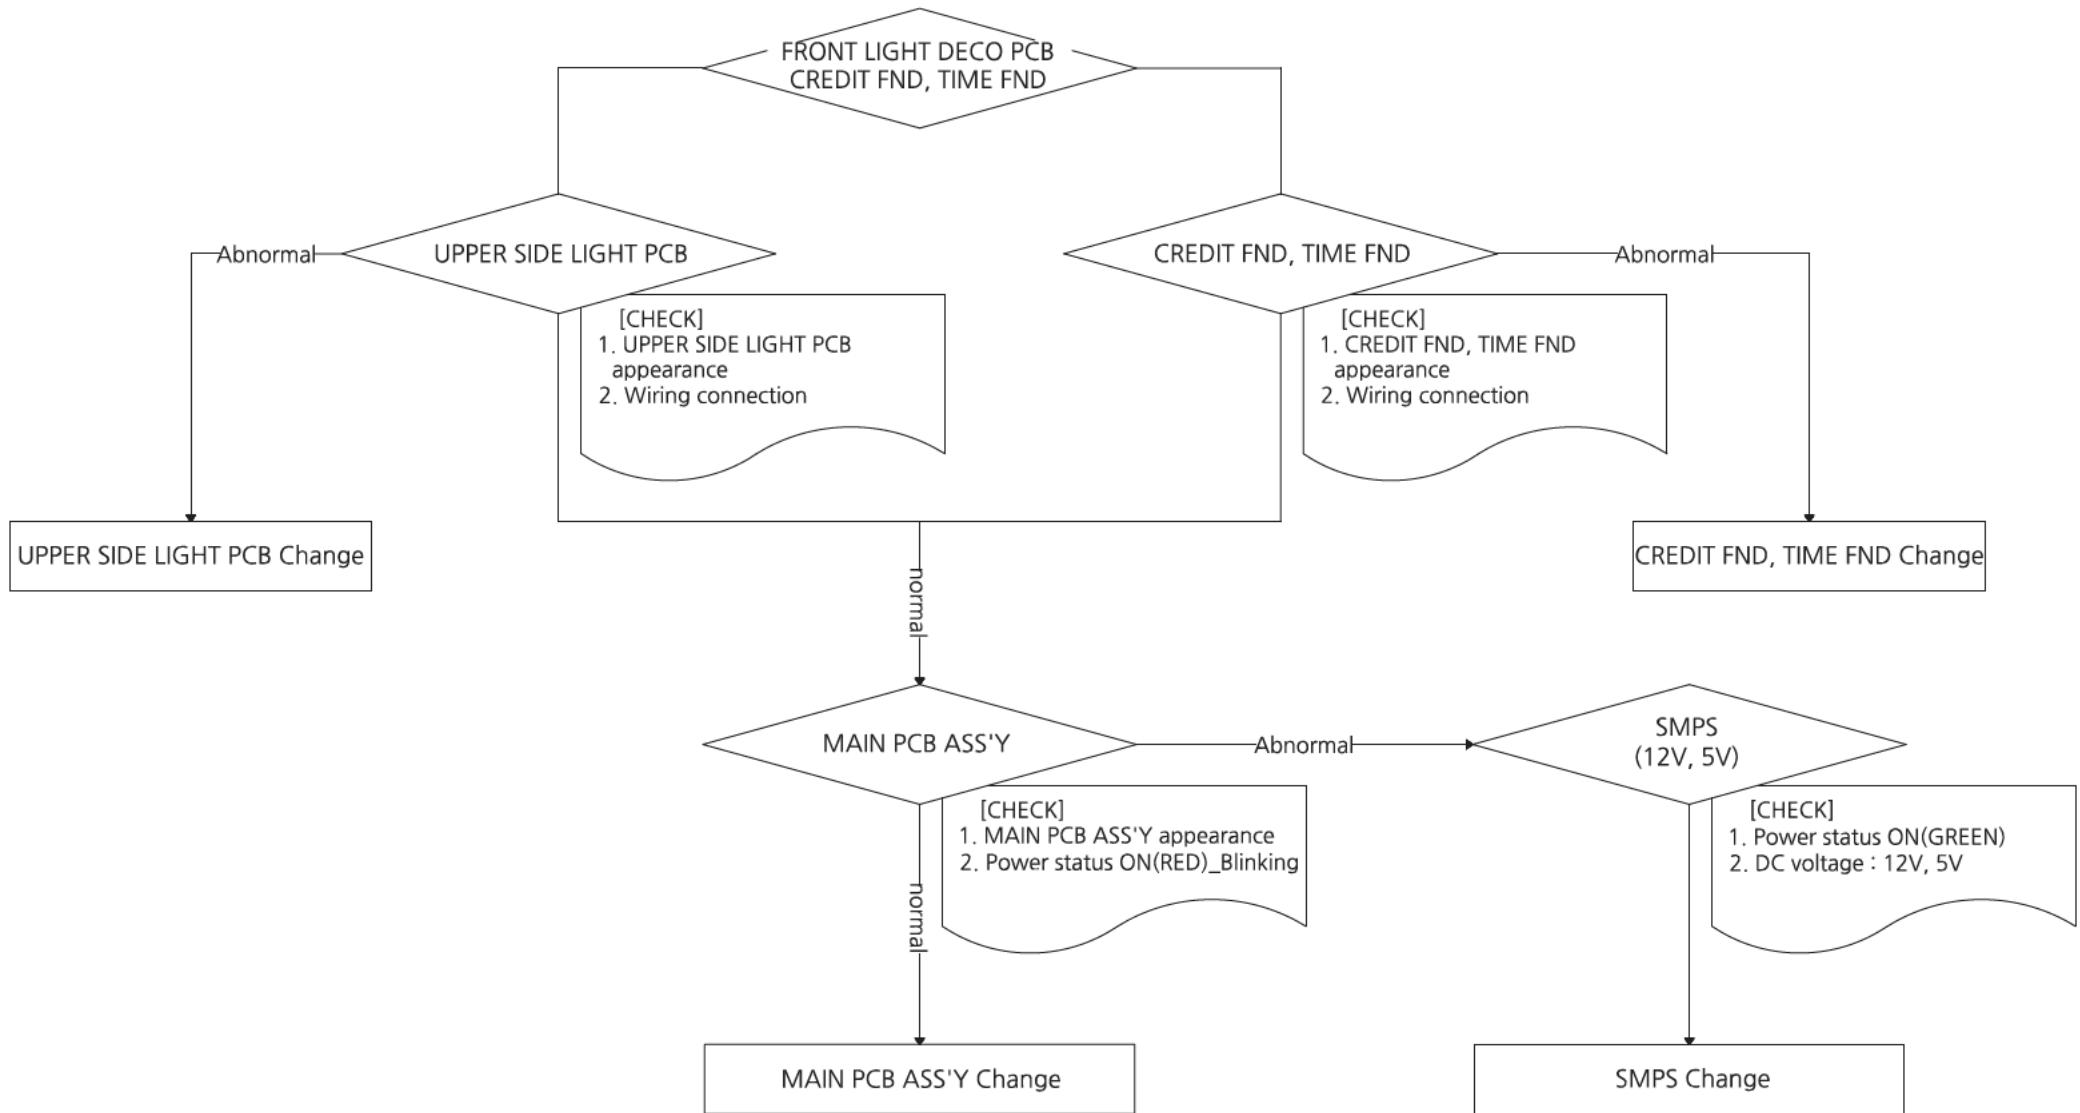 FRONT LIGHT DECO PCB
CREDIT FND, TIME FND
Abnormal
UPPER SIDE LIGHT PCB
CREDIT FND, TIME FND
Abnormal
[CHECK]
1. UPPER SIDE LIGHT PCB
appearance
2. Wiring connection
[CHECK]
1. CREDIT FND, TIME FND
appearance
2. Wiring connection
UPPER SIDE LIGHT PCB Change
CREDIT FND, TIME FND Change
normal
MAIN PCB ASS'Y
Abnormal
SMPS
(12V, 5V)
[CHECK]
1. MAIN PCB ASS'Y appearance
2. Power status ON(RED)_Blinking
[CHECK]
1. Power status ON(GREEN)
2. DC voltage : 12V, 5V
normal
MAIN PCB ASS'Y Change
SMPS Change